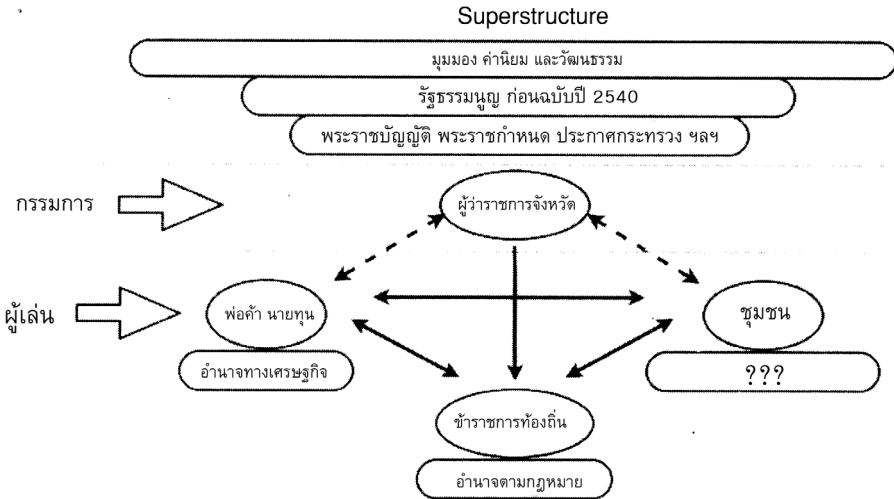 Superstructure
มุมมอง ค่านิยม และวัฒนธรรม
รัฐธรรมนูญ ก่อนฉบับปี 2540
พระราชบัญญัติ พระราชกำหนด ประกาศกระทรวง ฯลฯ
กรรมการ
ผู้ว่าราชการจังหวัด
ผู้เล่น
พ่อค้า นายทุน
ชุมชน
อำนาจทางเศรษฐกิจ
???
ข้าราชการท้องถิ่น
อำนาจตามกฎหมาย